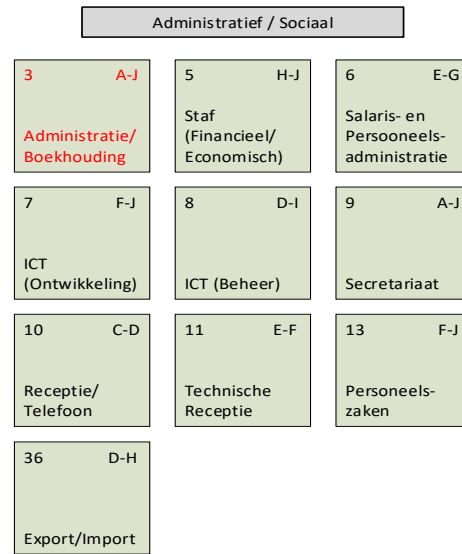 Administratief / Sociaal
3 A-J
Administratie/
Boekhouding
5 H-J
Staf
(Financieel/
Economisch)
6 E-G
Salaris- en
Persooneels-
administratie
7 F-J
ICT
(Ontwikkeling)
8 D-I
ICT (Beheer)
9 A-J
Secretariaat
10 C-D
Receptie/
Telefoon
11 E-F
Technische
Receptie
13 F-J
Personeels-
zaken
36 D-H
Export/Import